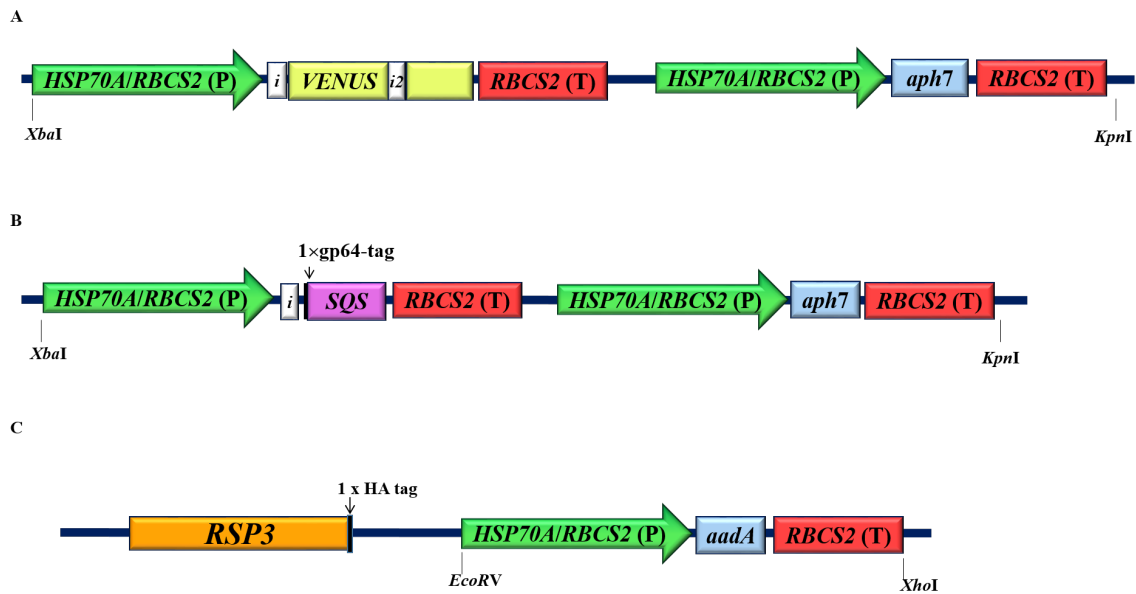 A
HSP70A/RBCS2 (P) i VENUS i2 RBCS2 (T) HSP70A/RBCS2 (P) aph7 RBCS2 (T)
XbaI KpnI
B
1×gp64-tag
HSP70A/RBCS2 (P) i SQS RBCS2 (T) HSP70A/RBCS2 (P) aph7 RBCS2 (T)
XbaI KpnI
C
1 x HA tag
RSP3 HSP70A/RBCS2 (P) aadA RBCS2 (T)
EcoRV XhoI